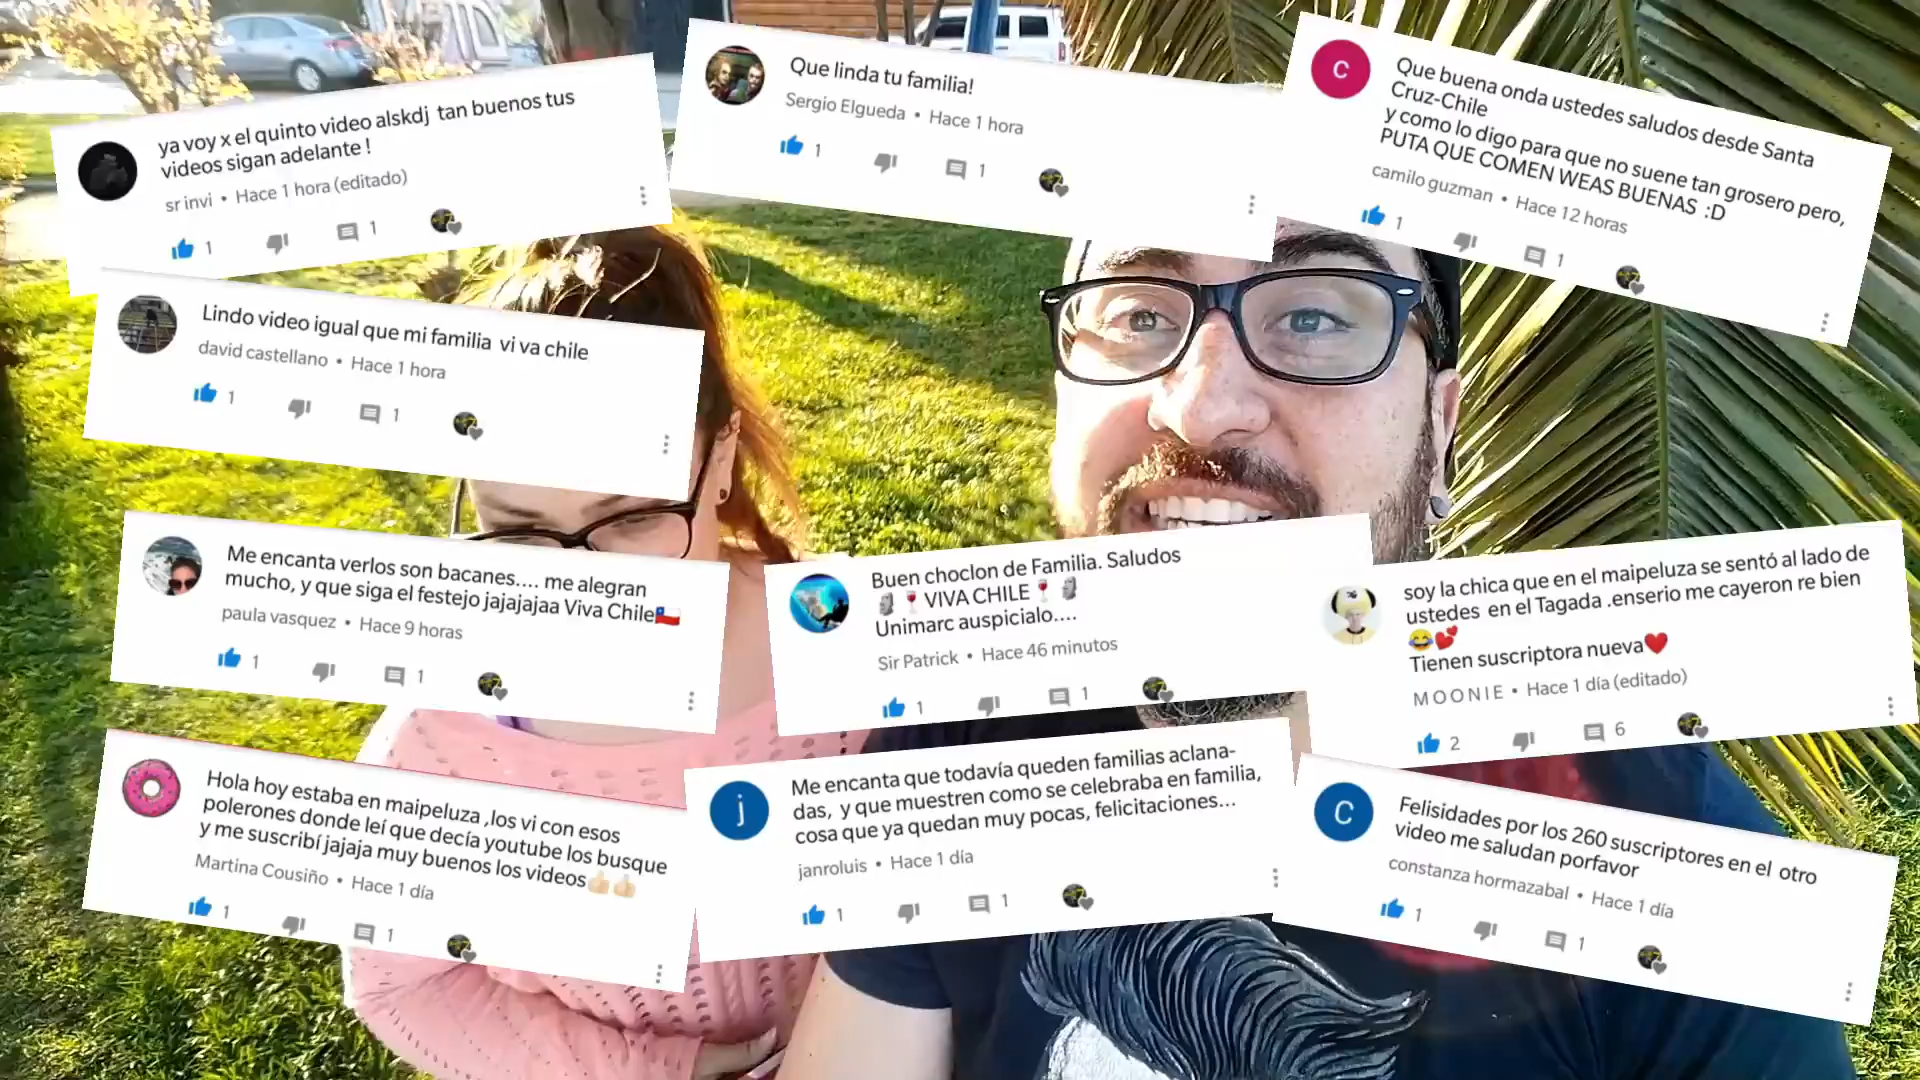 ya voy x el quinto video alskdj tan buenos tus
videos sigan adelante !
sr invi • Hace 1 hora (editado)
1
1
Que linda tu familia!
Sergio Elgueda • Hace 1 hora
1
1
C
Que buena onda ustedes saludos desde Santa
Cruz-Chile
y como lo digo para que no suene tan grosero pero,
PUTA QUE COMEN WEAS BUENAS :D
camilo guzman • Hace 12 horas
1
1
Lindo video igual que mi familia vi va chile
david castellano • Hace 1 hora
1
1
Me encanta verlos son bacanes.... me alegran
mucho, y que siga el festejo jajajajaa Viva Chile🇨🇱
paula vasquez • Hace 9 horas
1
1
Buen choclon de Familia. Saludos
🗿🍷VIVA CHILE🍷🗿
Unimarc auspicialo....
Sir Patrick • Hace 46 minutos
1
1
soy la chica que en el maipeluza se sentó al lado de
ustedes en el Tagada .enserio me cayeron re bien
😂💕
Tienen suscriptora nueva❤️
M O O N I E • Hace 1 día (editado)
2
6
Hola hoy estaba en maipeluza ,los vi con esos
polerones donde leí que decía youtube los busque
y me suscribí jajaja muy buenos los videos👍🏻👍🏻
Martina Cousiño • Hace 1 día
1
1
j
Me encanta que todavía queden familias aclana-
das, y que muestren como se celebraba en familia,
cosa que ya quedan muy pocas, felicitaciones...
janroluis • Hace 1 día
1
1
C
Felisidades por los 260 suscriptores en el otro
video me saludan porfavor
constanza hormazabal • Hace 1 día
1
1